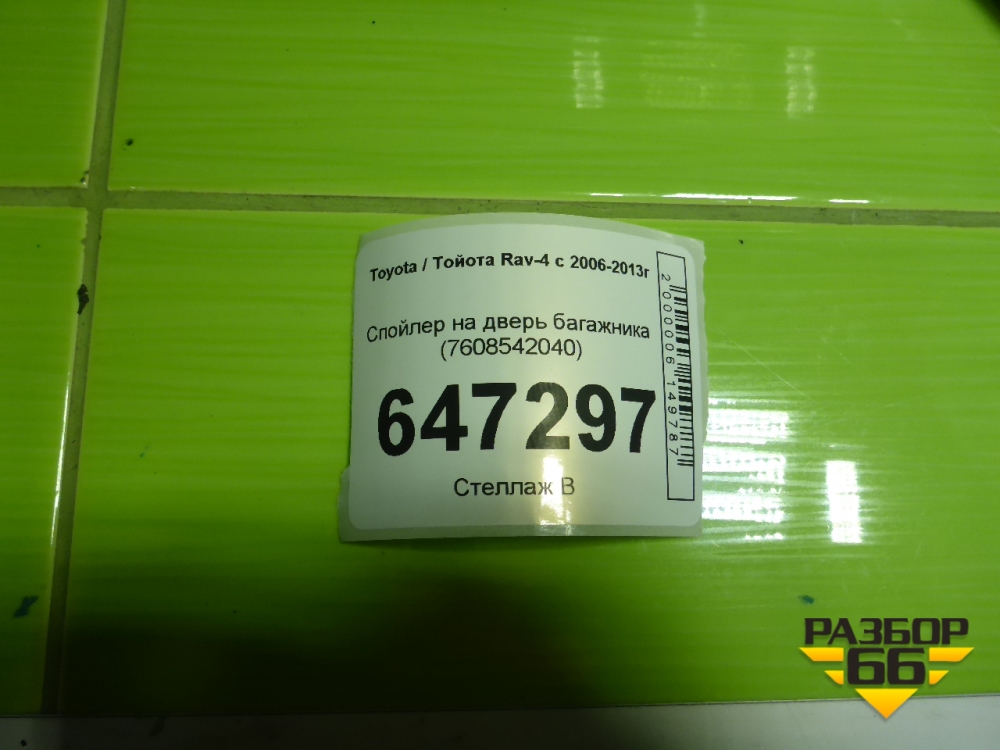 Toyota / Тойота Rav-4 с 2006-2013г
Спойлер на дверь багажника
(7608542040)
647297
Стеллаж В
2000006149787
РАЗБОР
66